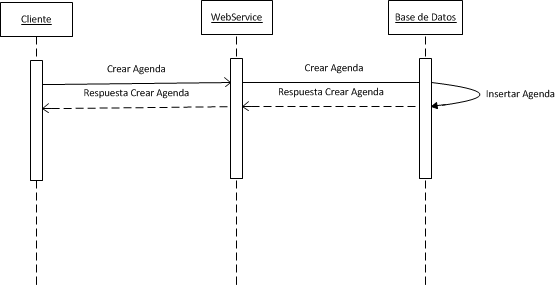 Cliente
WebService
Base de Datos
Crear Agenda
Crear Agenda
Respuesta Crear Agenda
Respuesta Crear Agenda
Insertar Agenda